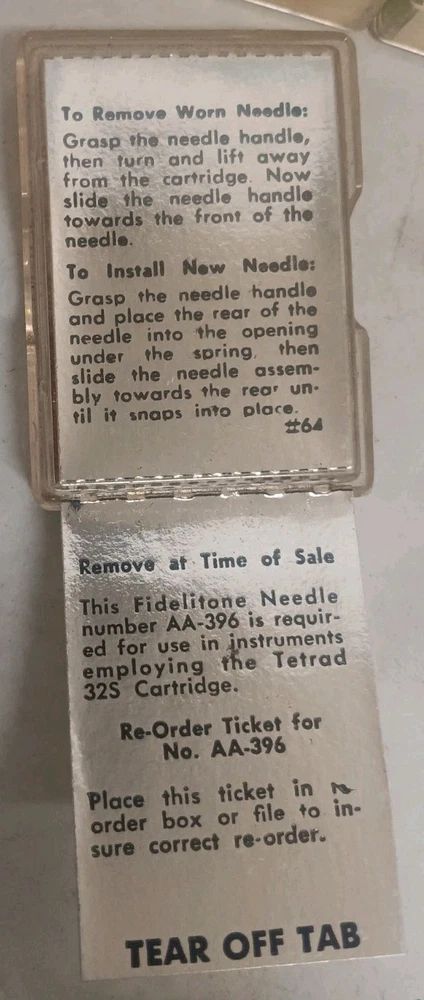 To Remove Worn Needle:
Grasp the needle handle,
then turn and lift away
from the cartridge. Now
slide the needle handle
towards the front of the
needle.
To Install New Needle:
Grasp the needle handle
and place the rear of the
needle into the opening
under the spring, then
slide the needle assem-
bly towards the rear un-
til it snaps into place.
#64
Remove at Time of Sale
This Fidelitone Needle
number AA-396 is requir-
ed for use in instruments
employing the Tetrad
32S Cartridge.
Re-Order Ticket for
No. AA-396
Place this ticket in
order box or file to in-
sure correct re-order.
TEAR OFF TAB